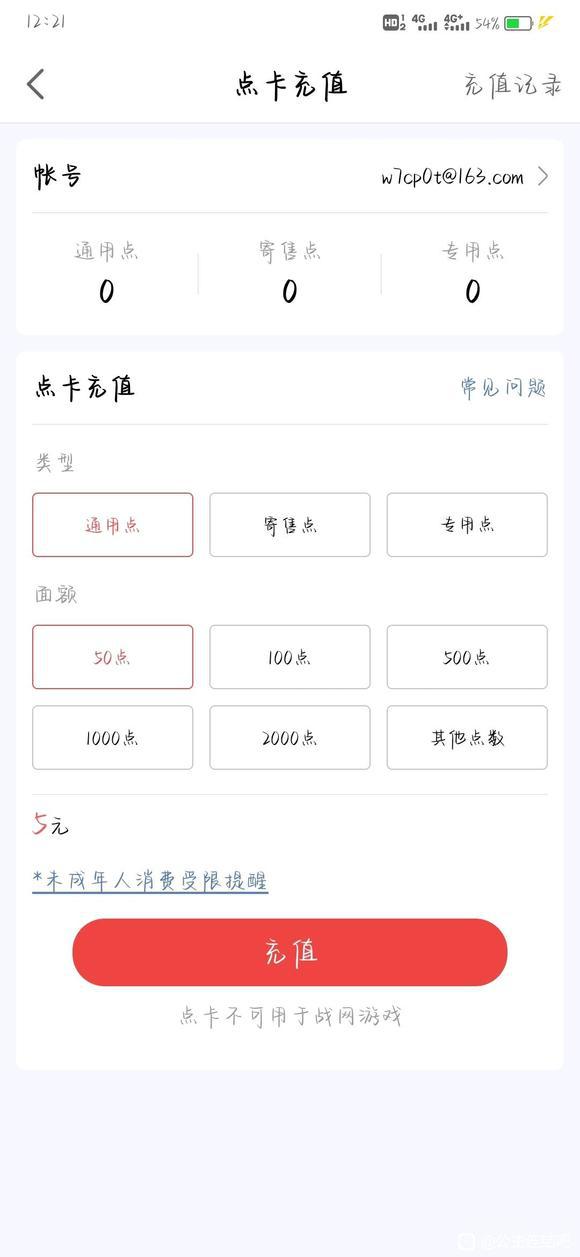 12:21 HD 1 2 4G 4G+ 54%
点卡充值 充值记录
帐号 w7cp0t@163.com
通用点 寄售点 专用点
0 0 0
点卡充值 常见问题
类型
通用点 寄售点 专用点
面额
50点 100点 500点
1000点 2000点 其他点数
5元
*未成年人消费受限提醒
充值
点卡不可用于战网游戏